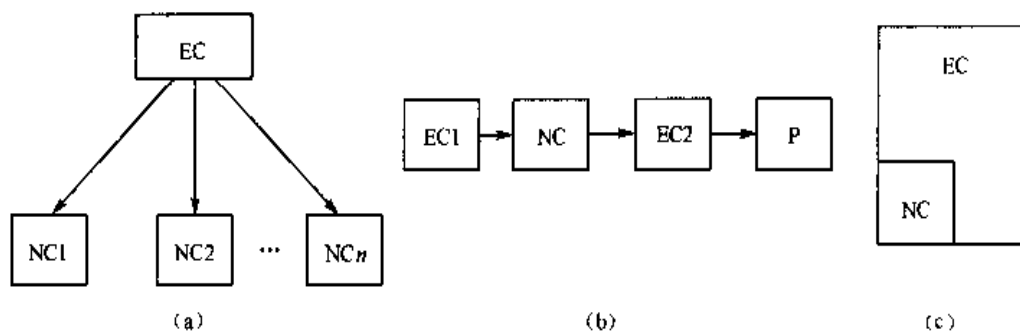 EC
NC1 NC2 … NCn
(a)
EC1 NC EC2 P
(b)
EC
NC
(c)